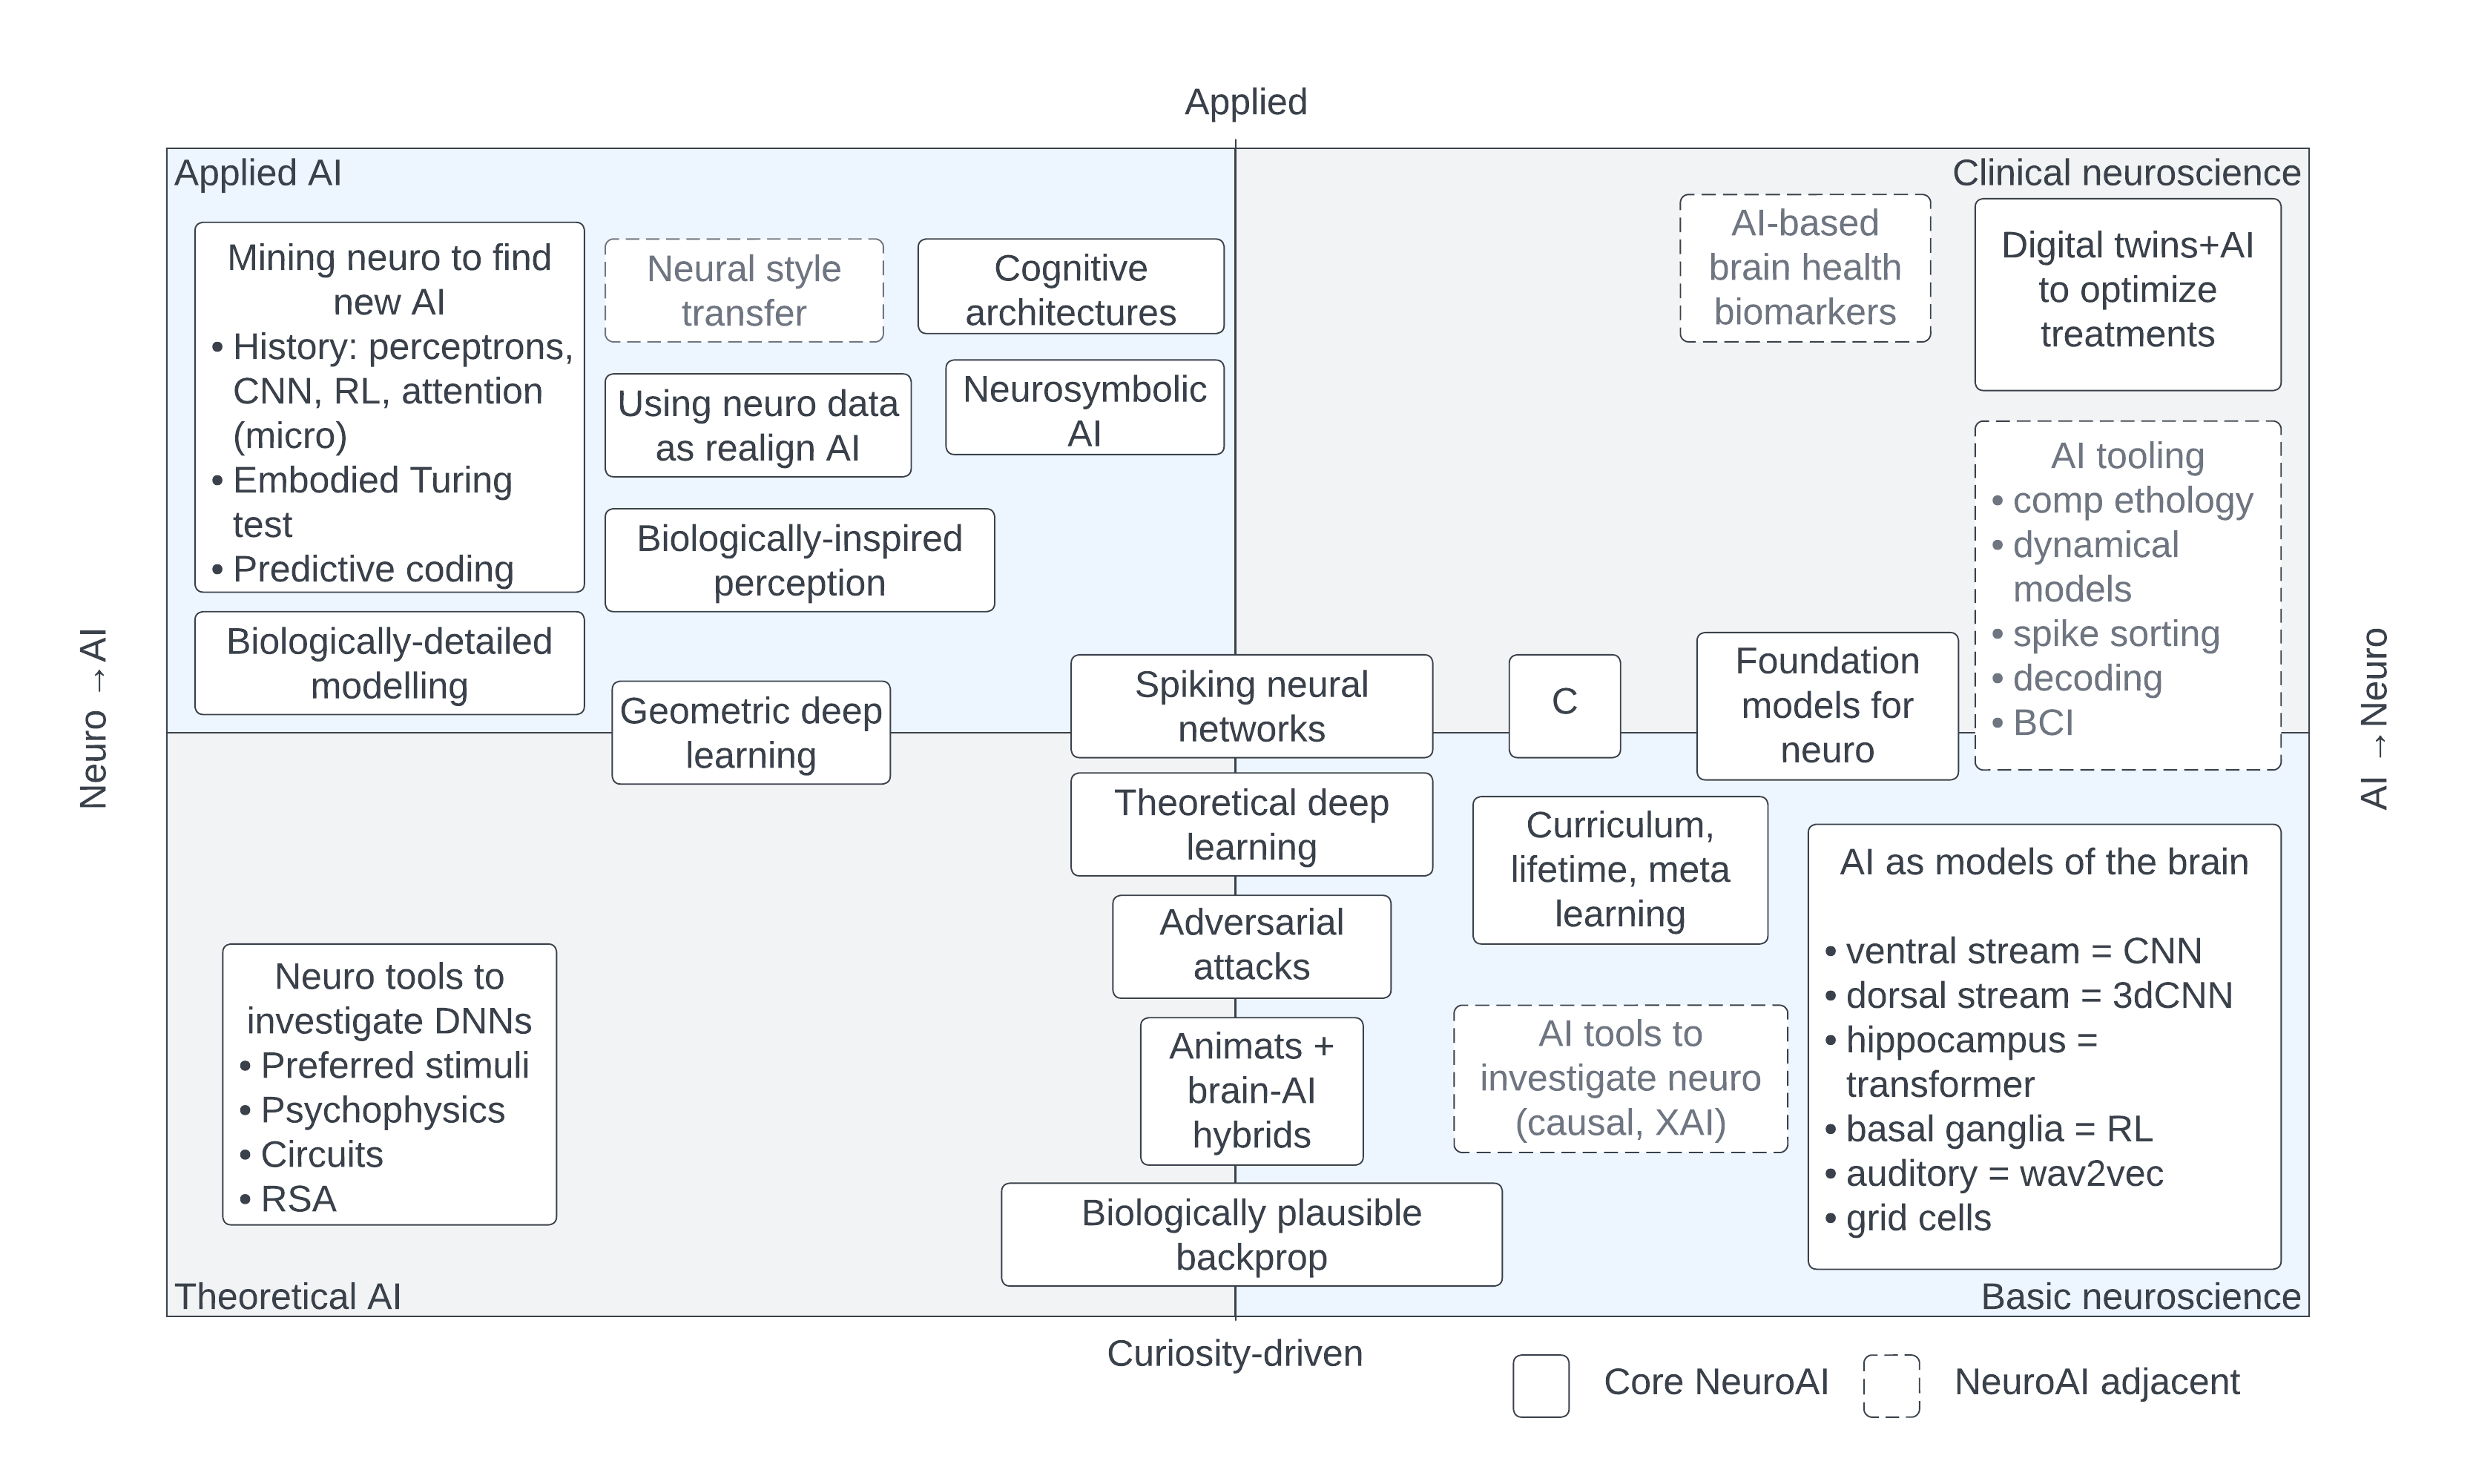 Applied
Applied AI
Clinical neuroscience
Mining neuro to find
new AI
• History: perceptrons,
CNN, RL, attention
(micro)
• Embodied Turing
test
• Predictive coding
Neural style
transfer
Cognitive
architectures
Using neuro data
as realign AI
Neurosymbolic
AI
Biologically-inspired
perception
Biologically-detailed
modelling
Geometric deep
learning
AI-based
brain health
biomarkers
Digital twins+AI
to optimize
treatments
AI tooling
• comp ethology
• dynamical
models
• spike sorting
• decoding
• BCI
Neuro →AI
AI →Neuro
Spiking neural
networks
C
Foundation
models for
neuro
Theoretical deep
learning
Curriculum,
lifetime, meta
learning
Adversarial
attacks
Animats +
brain-AI
hybrids
AI tools to
investigate neuro
(causal, XAI)
AI as models of the brain
• ventral stream = CNN
• dorsal stream = 3dCNN
• hippocampus =
transformer
• basal ganglia = RL
• auditory = wav2vec
• grid cells
Neuro tools to
investigate DNNs
• Preferred stimuli
• Psychophysics
• Circuits
• RSA
Biologically plausible
backprop
Theoretical AI
Basic neuroscience
Curiosity-driven
Core NeuroAI
NeuroAI adjacent